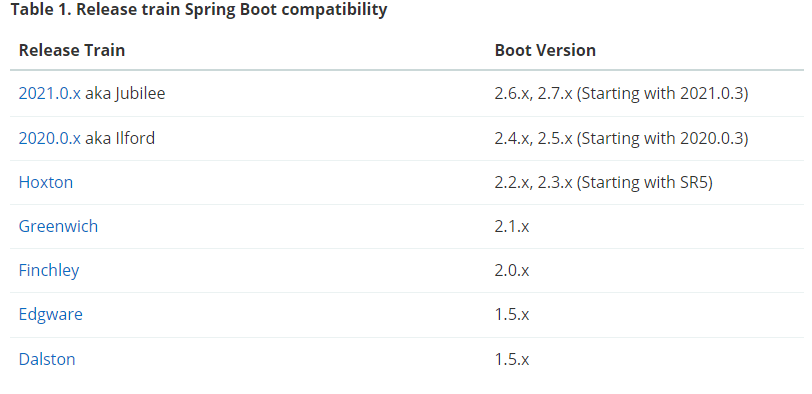 Table 1. Release train Spring Boot compatibility
Release Train Boot Version
2021.0.x aka Jubilee 2.6.x, 2.7.x (Starting with 2021.0.3)
2020.0.x aka Ilford 2.4.x, 2.5.x (Starting with 2020.0.3)
Hoxton 2.2.x, 2.3.x (Starting with SR5)
Greenwich 2.1.x
Finchley 2.0.x
Edgware 1.5.x
Dalston 1.5.x